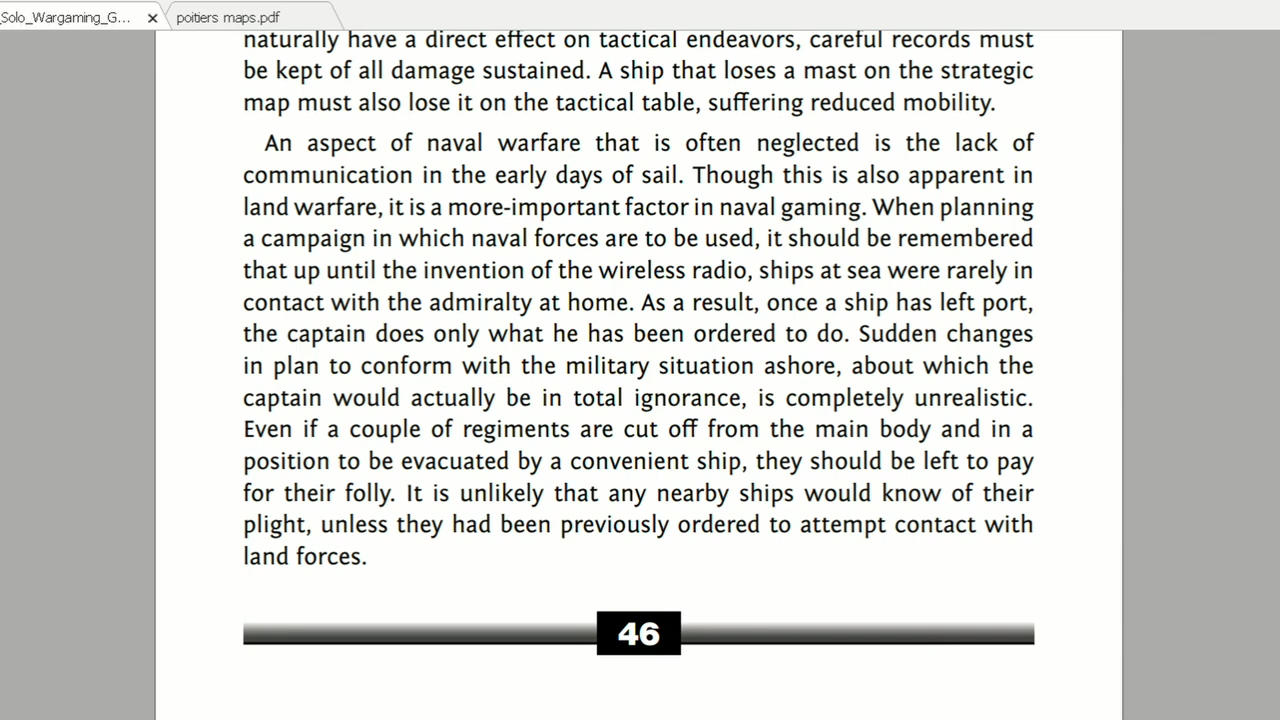 _Solo_Wargaming_G...
poitiers maps.pdf
naturally have a direct effect on tactical endeavors, careful records must
be kept of all damage sustained. A ship that loses a mast on the strategic
map must also lose it on the tactical table, suffering reduced mobility.
An aspect of naval warfare that is often neglected is the lack of
communication in the early days of sail. Though this is also apparent in
land warfare, it is a more-important factor in naval gaming. When planning
a campaign in which naval forces are to be used, it should be remembered
that up until the invention of the wireless radio, ships at sea were rarely in
contact with the admiralty at home. As a result, once a ship has left port,
the captain does only what he has been ordered to do. Sudden changes
in plan to conform with the military situation ashore, about which the
captain would actually be in total ignorance, is completely unrealistic.
Even if a couple of regiments are cut off from the main body and in a
position to be evacuated by a convenient ship, they should be left to pay
for their folly. It is unlikely that any nearby ships would know of their
plight, unless they had been previously ordered to attempt contact with
land forces.
46